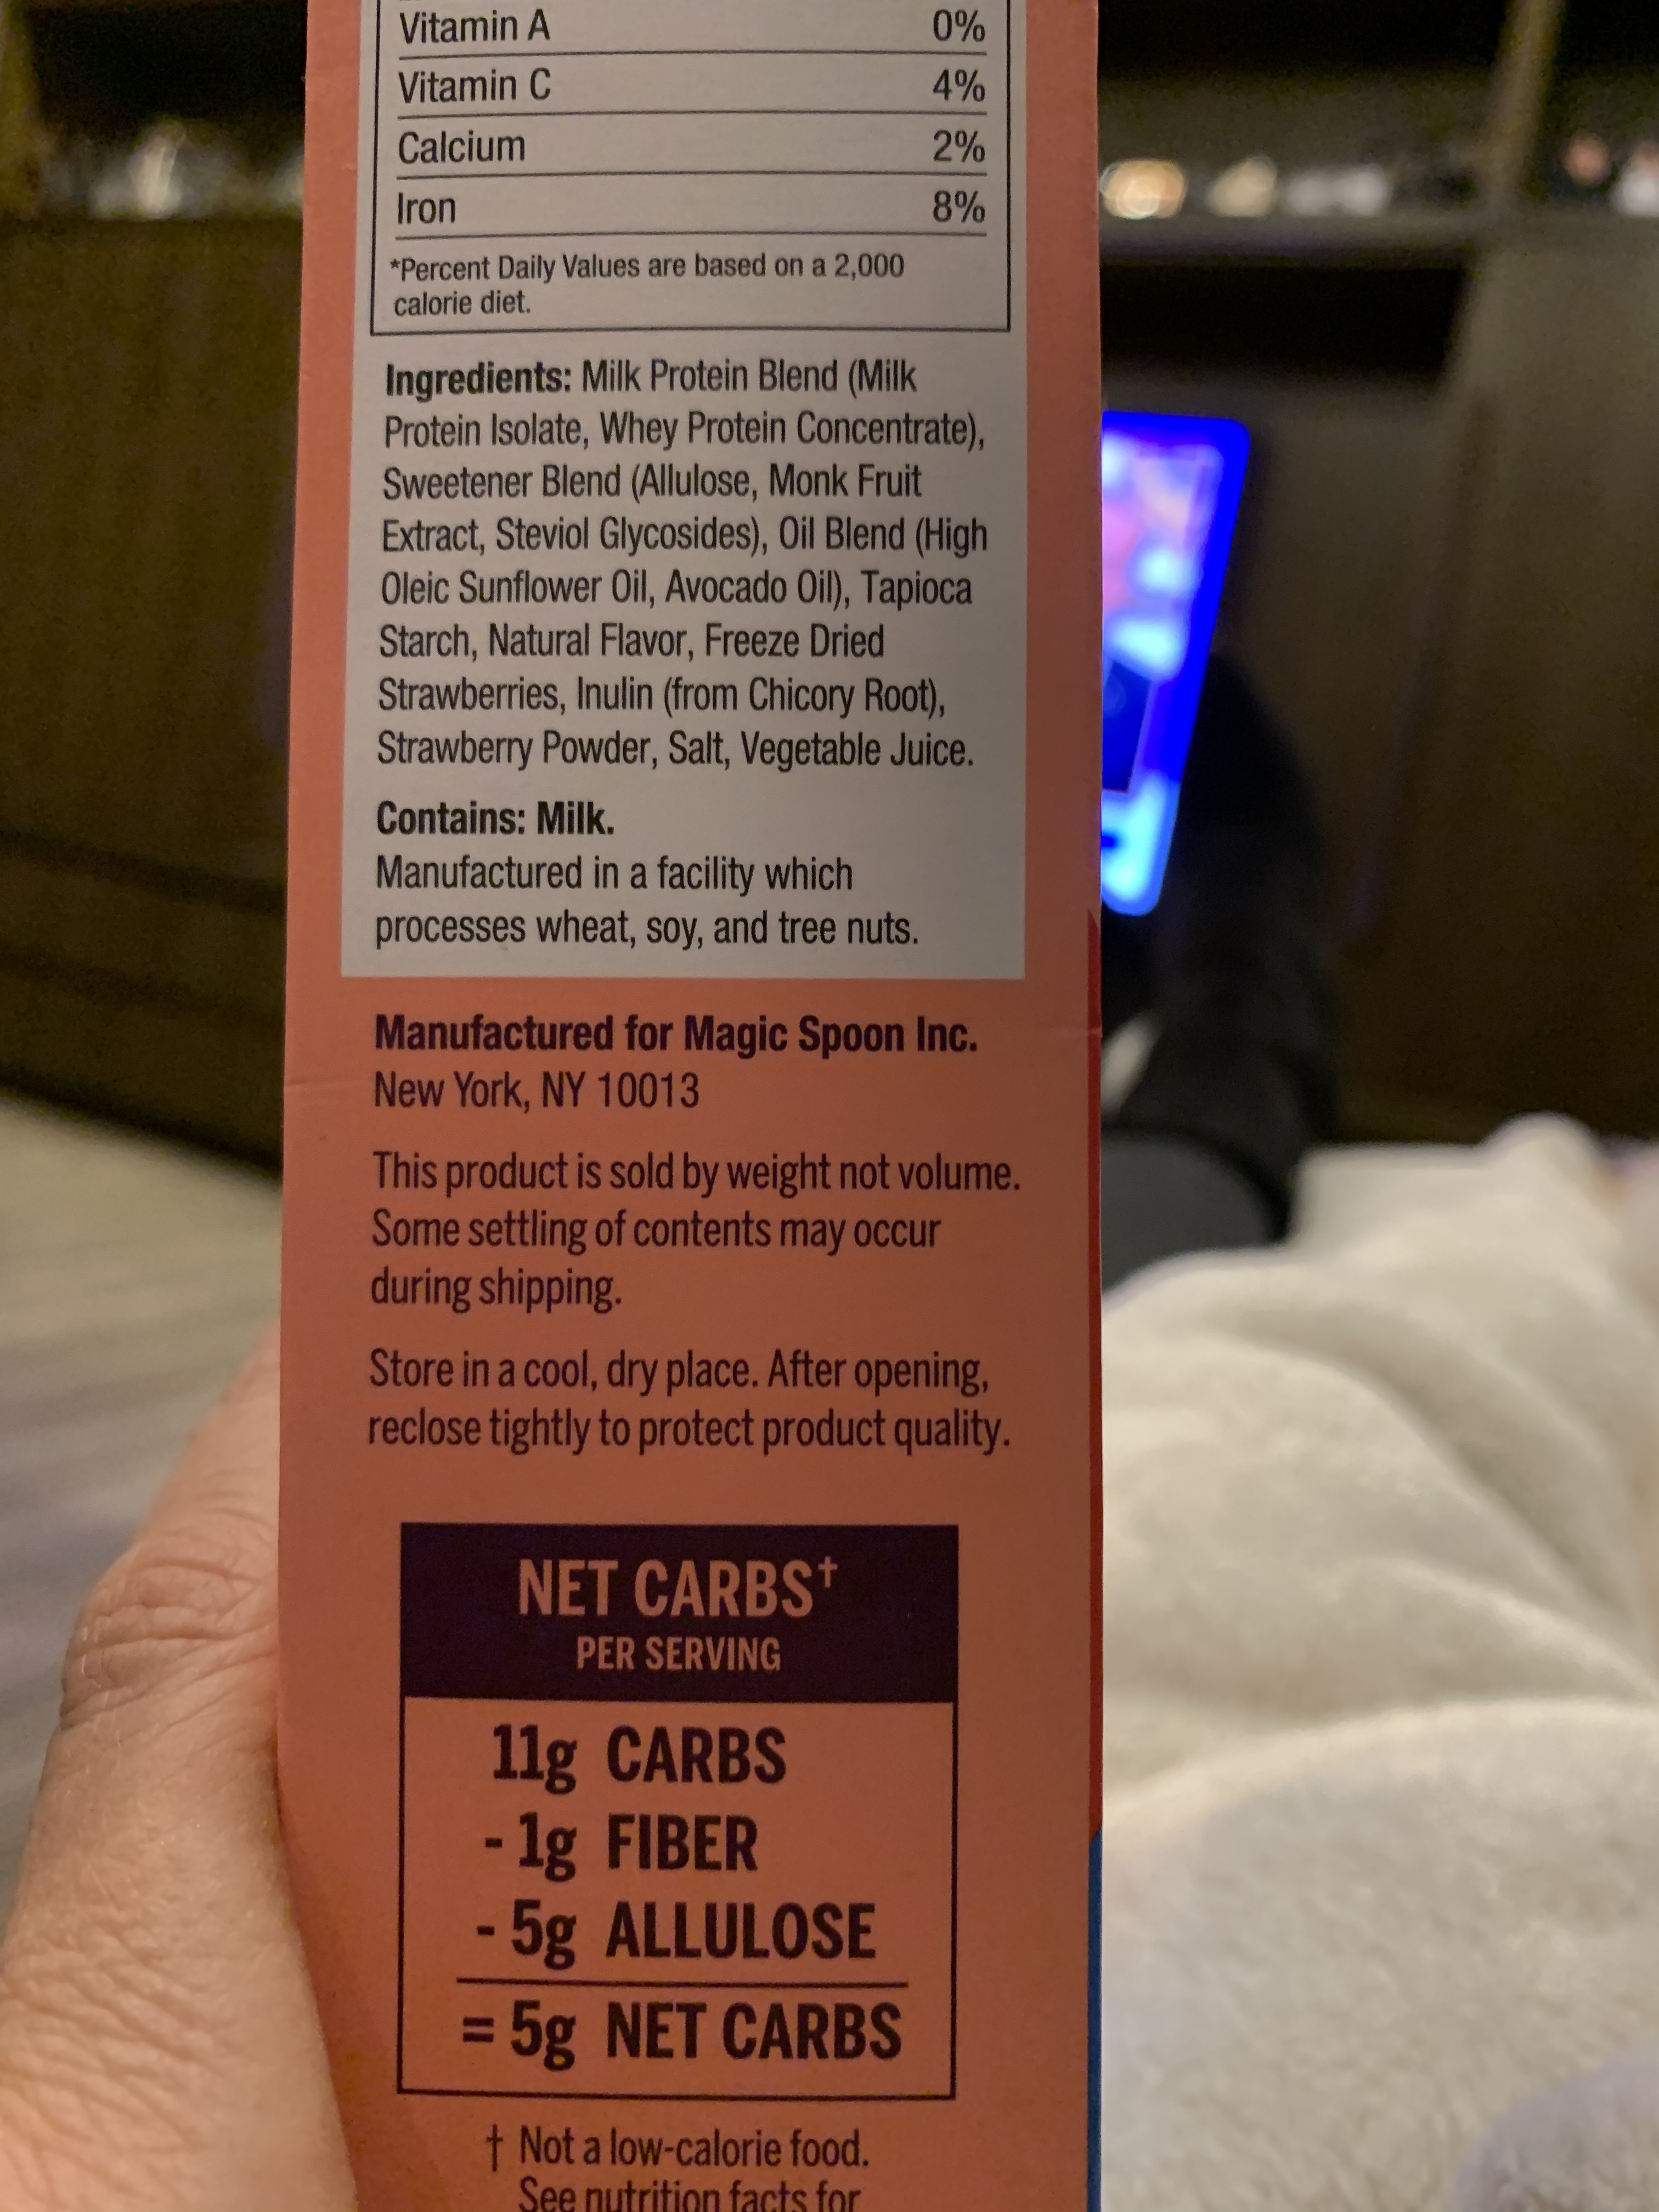 Vitamin A 0%
Vitamin C 4%
Calcium 2%
Iron 8%
*Percent Daily Values are based on a 2,000
calorie diet.
Ingredients: Milk Protein Blend (Milk
Protein Isolate, Whey Protein Concentrate),
Sweetener Blend (Allulose, Monk Fruit
Extract, Steviol Glycosides), Oil Blend (High
Oleic Sunflower Oil, Avocado Oil), Tapioca
Starch, Natural Flavor, Freeze Dried
Strawberries, Inulin (from Chicory Root),
Strawberry Powder, Salt, Vegetable Juice.
Contains: Milk.
Manufactured in a facility which
processes wheat, soy, and tree nuts.
Manufactured for Magic Spoon Inc.
New York, NY 10013
This product is sold by weight not volume.
Some settling of contents may occur
during shipping.
Store in a cool, dry place. After opening,
reclose tightly to protect product quality.
NET CARBS†
PER SERVING
11g CARBS
- 1g FIBER
- 5g ALLULOSE
= 5g NET CARBS
† Not a low-calorie food.
See nutrition facts for